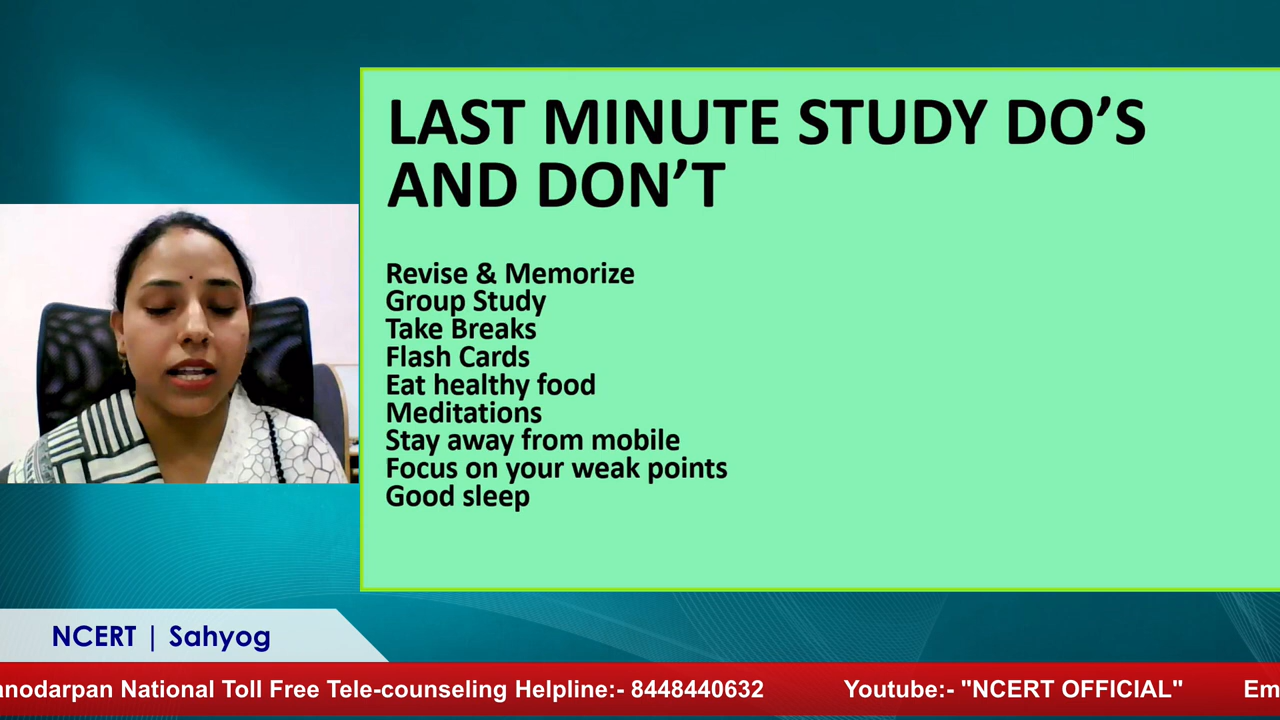 LAST MINUTE STUDY DO’S
AND DON’T
Revise & Memorize
Group Study
Take Breaks
Flash Cards
Eat healthy food
Meditations
Stay away from mobile
Focus on your weak points
Good sleep
NCERT | Sahyog
anodarpan National Toll Free Tele-counseling Helpline:- 8448440632 Youtube:- "NCERT OFFICIAL" Em